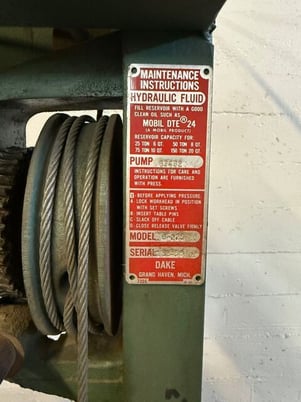 MAINTENANCE
INSTRUCTIONS
HYDRAULIC FLUID
FILL RESERVOIR WITH A GOOD
CLEAN OIL SUCH AS
MOBIL DTE® 24
(A MOBIL PRODUCT)
RESERVOIR CAPACITY FOR:
25 TON 6 QT. 50 TON 8 QT.
75 TON 10 QT. 150 TON 20 QT.
PUMP
INSTRUCTIONS FOR CARE AND
OPERATION ARE FURNISHED
WITH PRESS.
BEFORE APPLYING PRESSURE,
A LOCK WORKHEAD IN POSITION
WITH SET SCREWS
B INSERT TABLE PINS
C SLACK OFF CABLE
D CLOSE RELEASE VALVE FIRMLY
MODEL
SERIAL
DAKE
GRAND HAVEN, MICH.